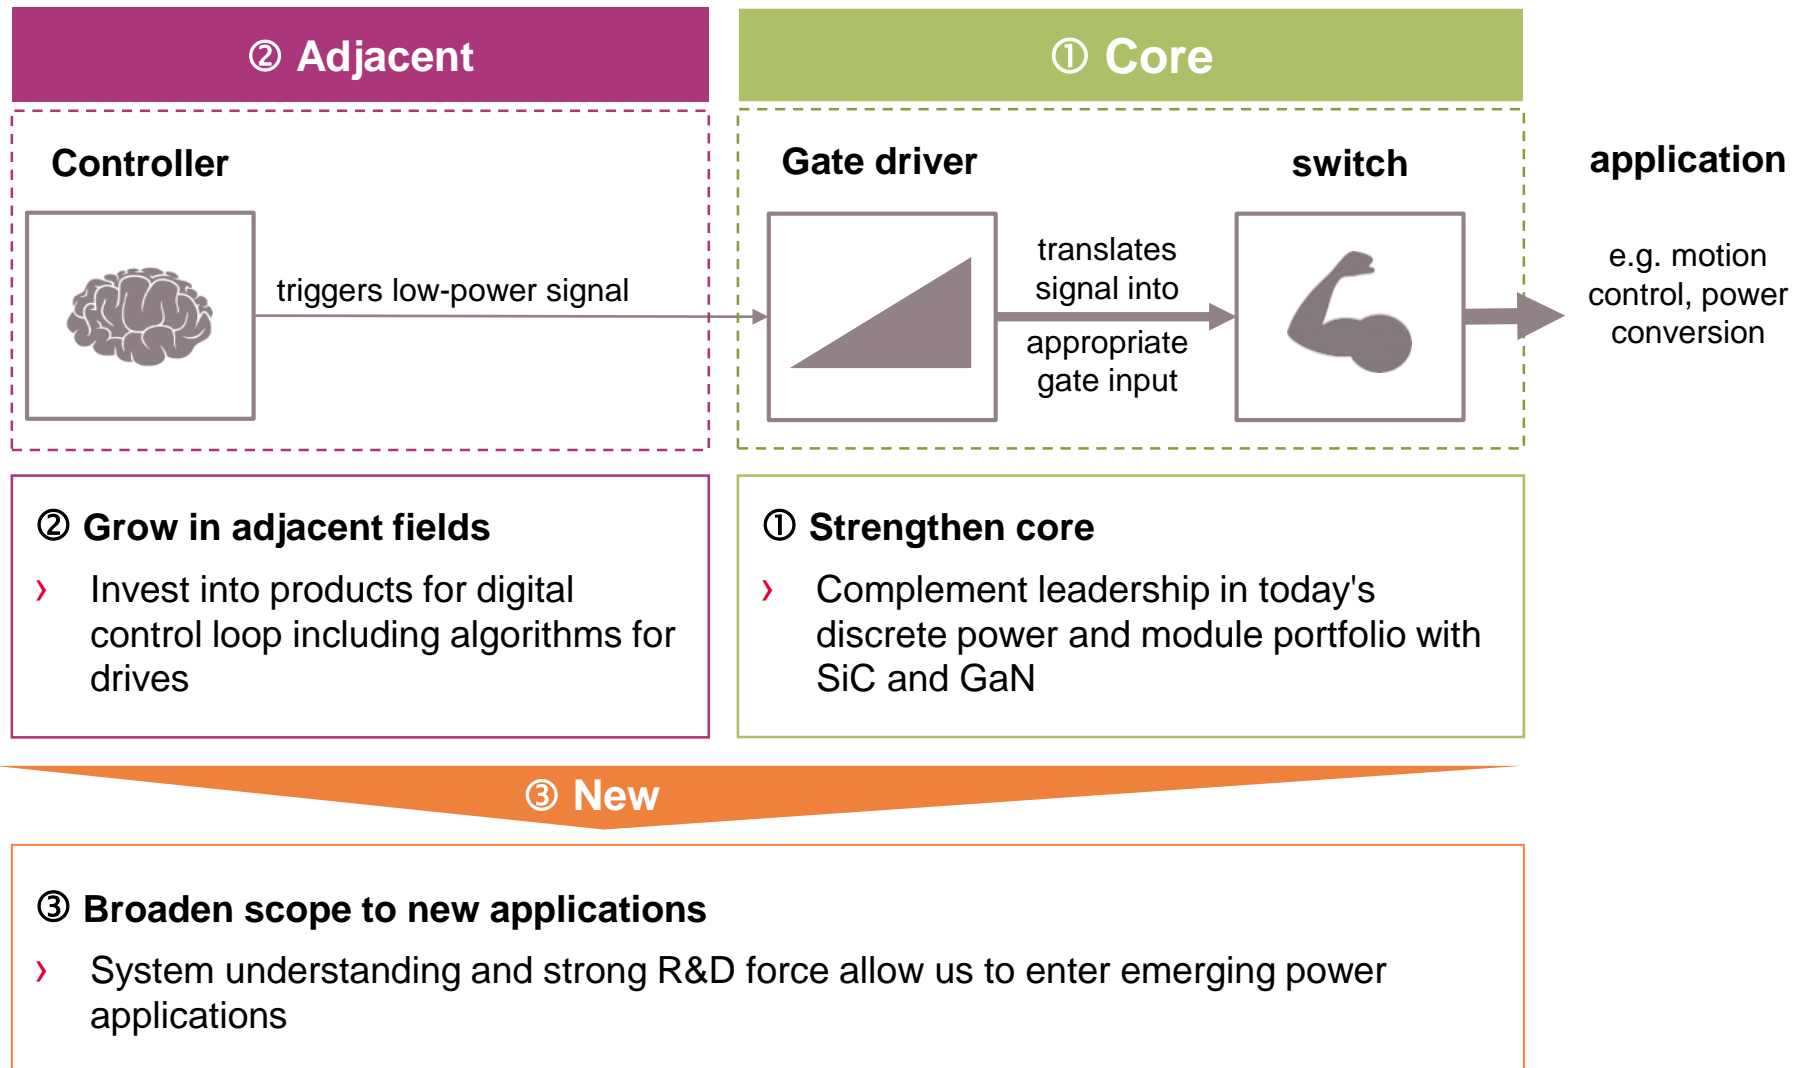 ② Adjacent
① Core
Controller
Gate driver
switch
application
triggers low-power signal
translates
signal into
appropriate
gate input
e.g. motion
control, power
conversion
② Grow in adjacent fields
› Invest into products for digital
control loop including algorithms for
drives
① Strengthen core
› Complement leadership in today's
discrete power and module portfolio with
SiC and GaN
③ New
③ Broaden scope to new applications
› System understanding and strong R&D force allow us to enter emerging power
applications